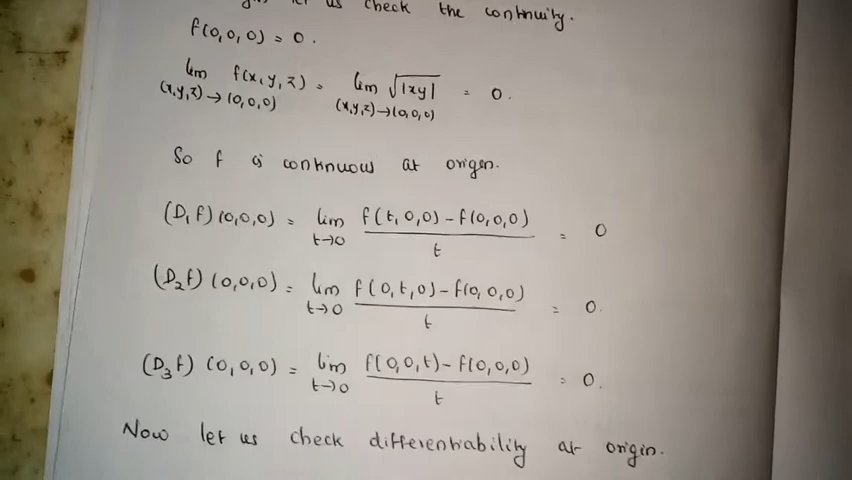 us check the continuity.
f(0,0,0) = 0.
lim f(x,y,z) = lim √|xy| = 0.
(x,y,z)→(0,0,0) (x,y,z)→(0,0,0)
So f is continuous at origin.
(D₁f)(0,0,0) = lim f(t,0,0) - f(0,0,0) = 0
t→0 t
(D₂f)(0,0,0) = lim f(0,t,0) - f(0,0,0) = 0.
t→0 t
(D₃f)(0,0,0) = lim f(0,0,t) - f(0,0,0) = 0.
t→0 t
Now let us check differentiability at origin.